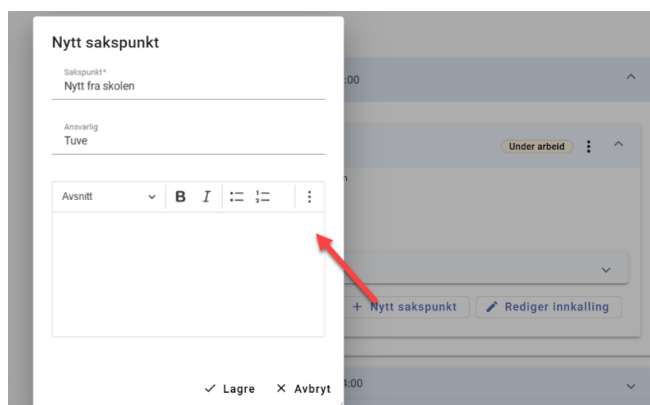 Nytt sakspunkt
Sakspunkt*
Nytt fra skolen
:00
Ansvarlig
Tuve
Under arbeid
Avsnitt
B I
+ Nytt sakspunkt
Rediger innkalling
Lagre
Avbryt
4:00